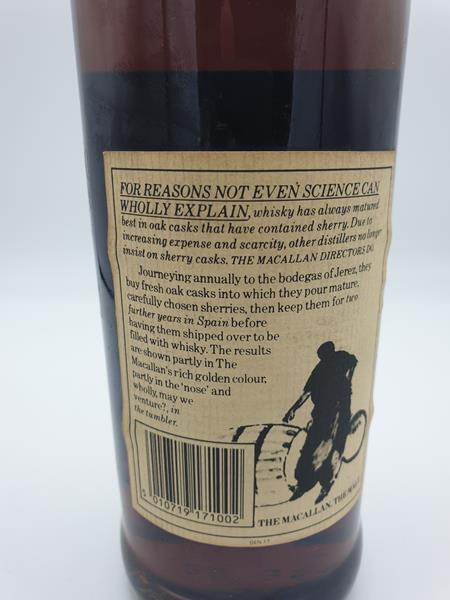 FOR REASONS NOT EVEN SCIENCE CAN
WHOLLY EXPLAIN, whisky has always matured
best in oak casks that have contained sherry. Due to
increasing expense and scarcity, other distillers no longer
insist on sherry casks. THE MACALLAN DIRECTORS DO.
Journeying annually to the bodegas of Jerez, they
buy fresh oak casks into which they pour mature,
carefully chosen sherries, then keep them for two
further years in Spain before
having them shipped over to be
filled with whisky. The results
are shown partly in The
Macallan's rich golden colour,
partly in the 'nose' and
wholly, may we
venture?, in
the tumbler.
5 010719 171002
THE MACALLAN. THE MALT.